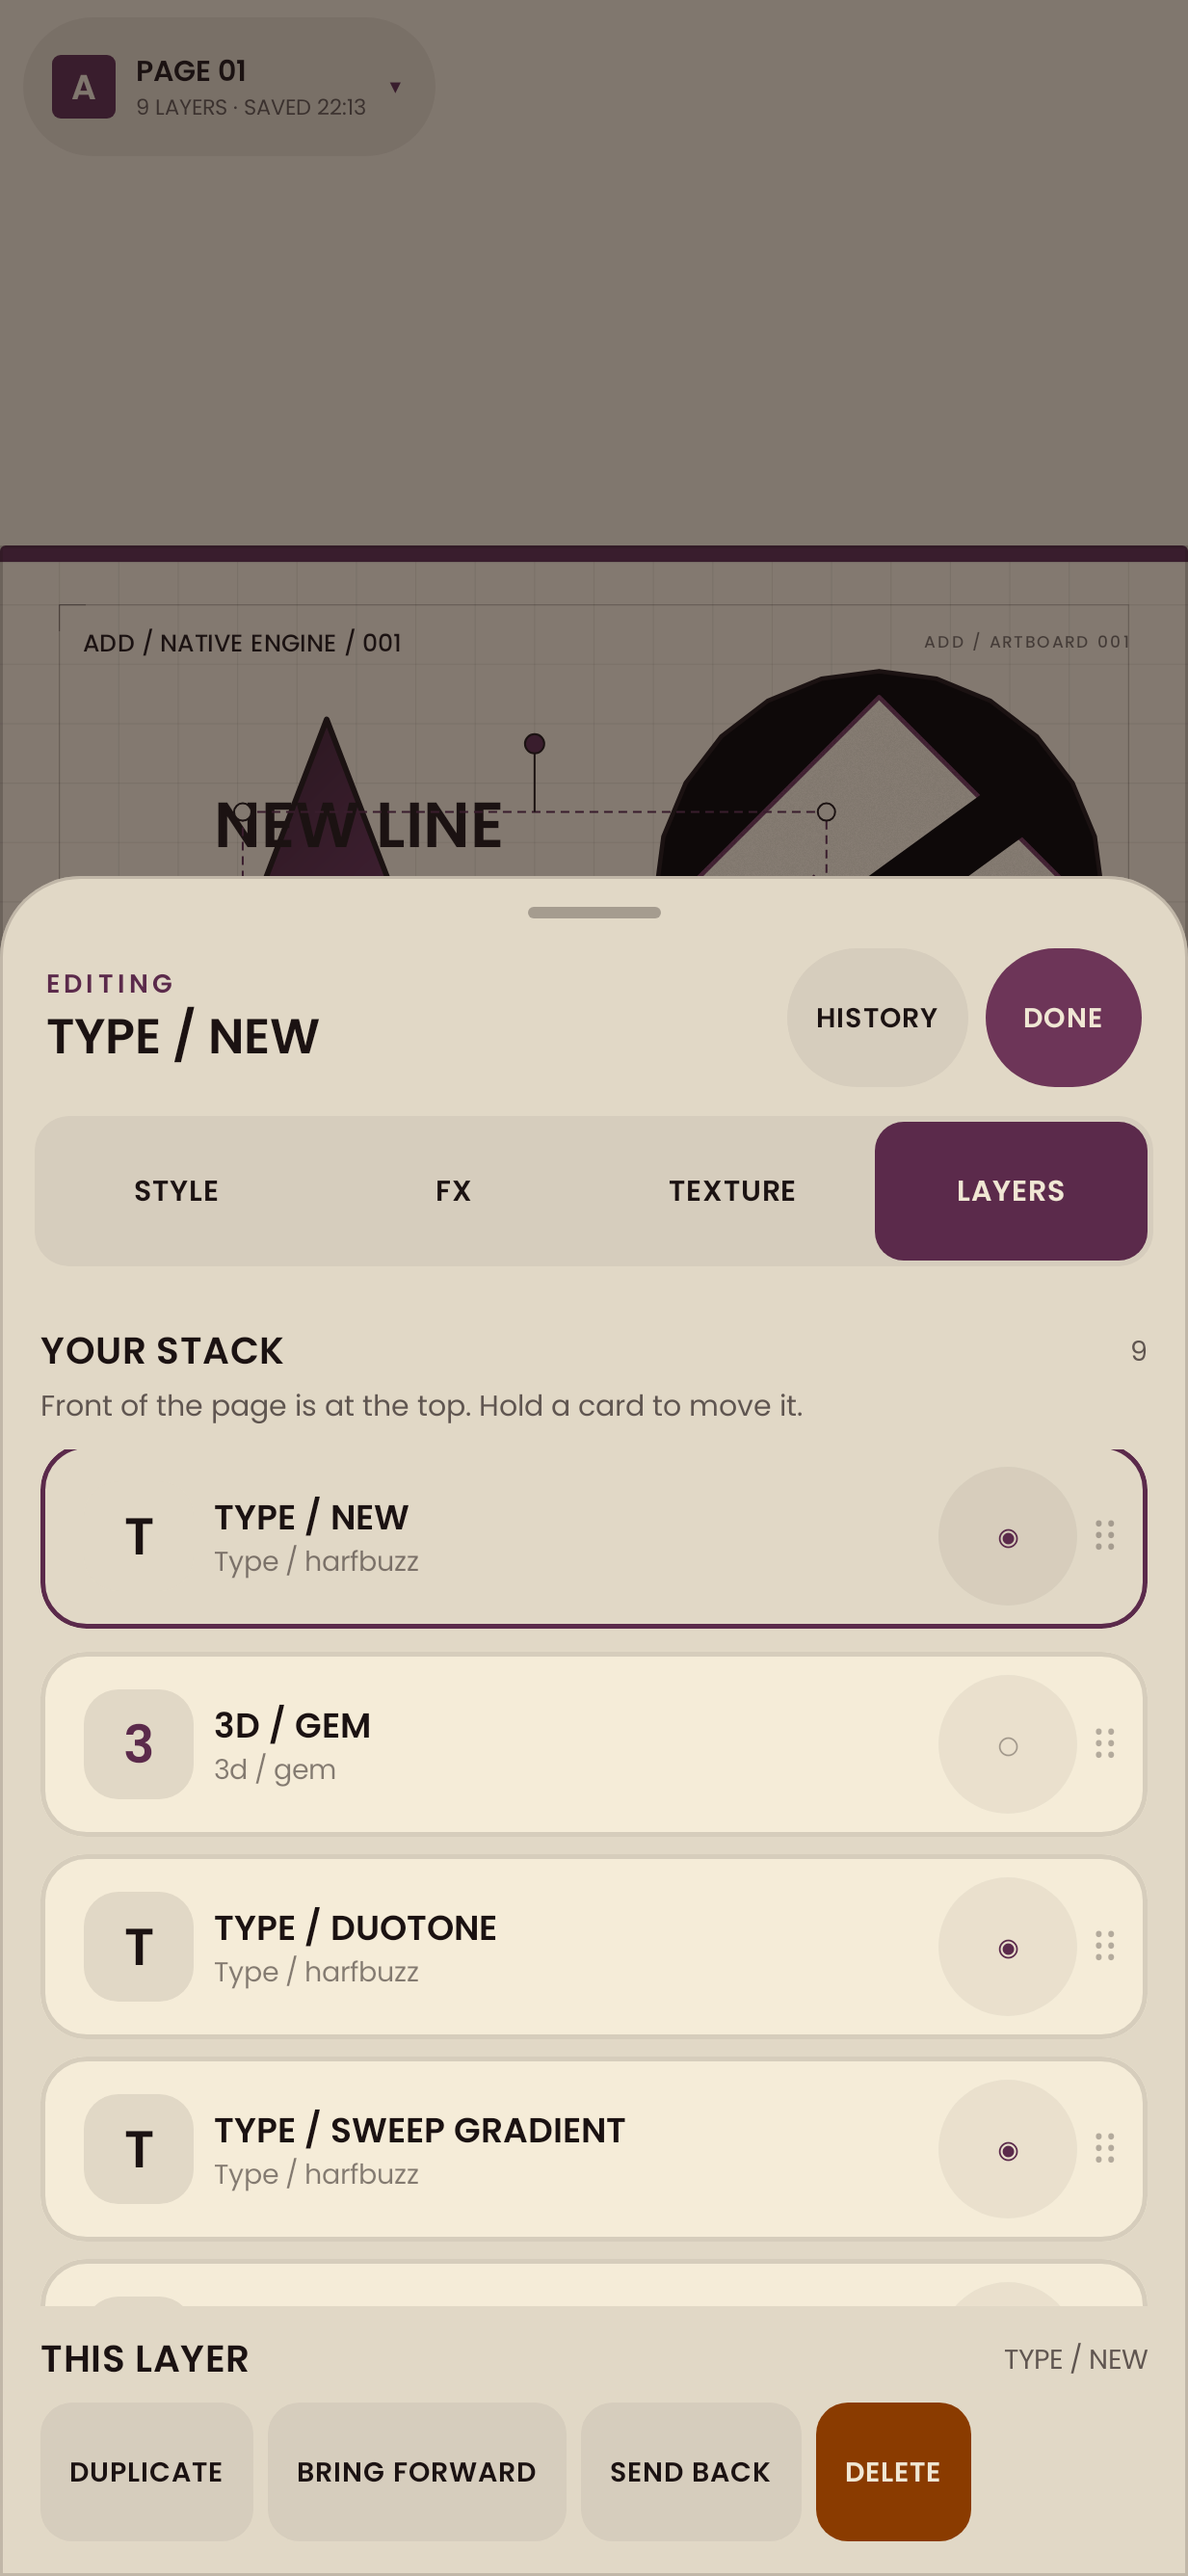 A
PAGE 01
▼
9 LAYERS · SAVED 22:13
ADD / NATIVE ENGINE / 001
ADD / ARTBOARD 001
NEW LINE
EDITING
TYPE / NEW
HISTORY
DONE
STYLE
FX
TEXTURE
LAYERS
YOUR STACK
9
Front of the page is at the top. Hold a card to move it.
T
TYPE / NEW
Type / harfbuzz
3
3D / GEM
3d / gem
T
TYPE / DUOTONE
Type / harfbuzz
T
TYPE / SWEEP GRADIENT
Type / harfbuzz
THIS LAYER
TYPE / NEW
DUPLICATE
BRING FORWARD
SEND BACK
DELETE